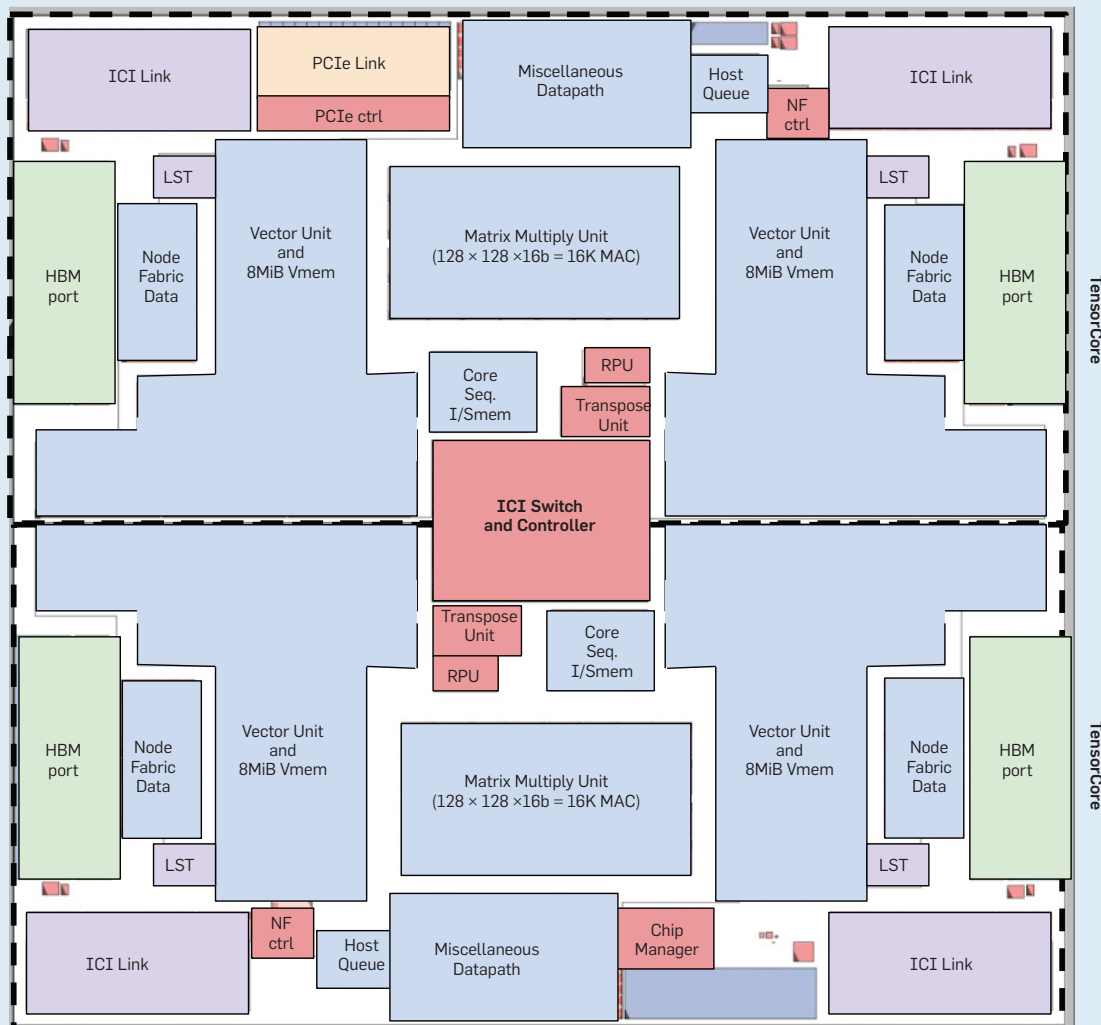 ICI Link
PCIe Link
PCIe ctrl
Miscellaneous
Datapath
Host
Queue
NF
ctrl
ICI Link
LST
LST
HBM
port
Node
Fabric
Data
Vector Unit
and
8MiB Vmem
Matrix Multiply Unit
(128 × 128 ×16b = 16K MAC)
Vector Unit
and
8MiB Vmem
Node
Fabric
Data
HBM
port
TensorCore
Core
Seq.
I/Smem
RPU
Transpose
Unit
ICI Switch
and Controller
Transpose
Unit
RPU
Core
Seq.
I/Smem
HBM
port
Node
Fabric
Data
Vector Unit
and
8MiB Vmem
Matrix Multiply Unit
(128 × 128 ×16b = 16K MAC)
Vector Unit
and
8MiB Vmem
Node
Fabric
Data
HBM
port
TensorCore
LST
LST
ICI Link
NF
ctrl
Host
Queue
Miscellaneous
Datapath
Chip
Manager
ICI Link